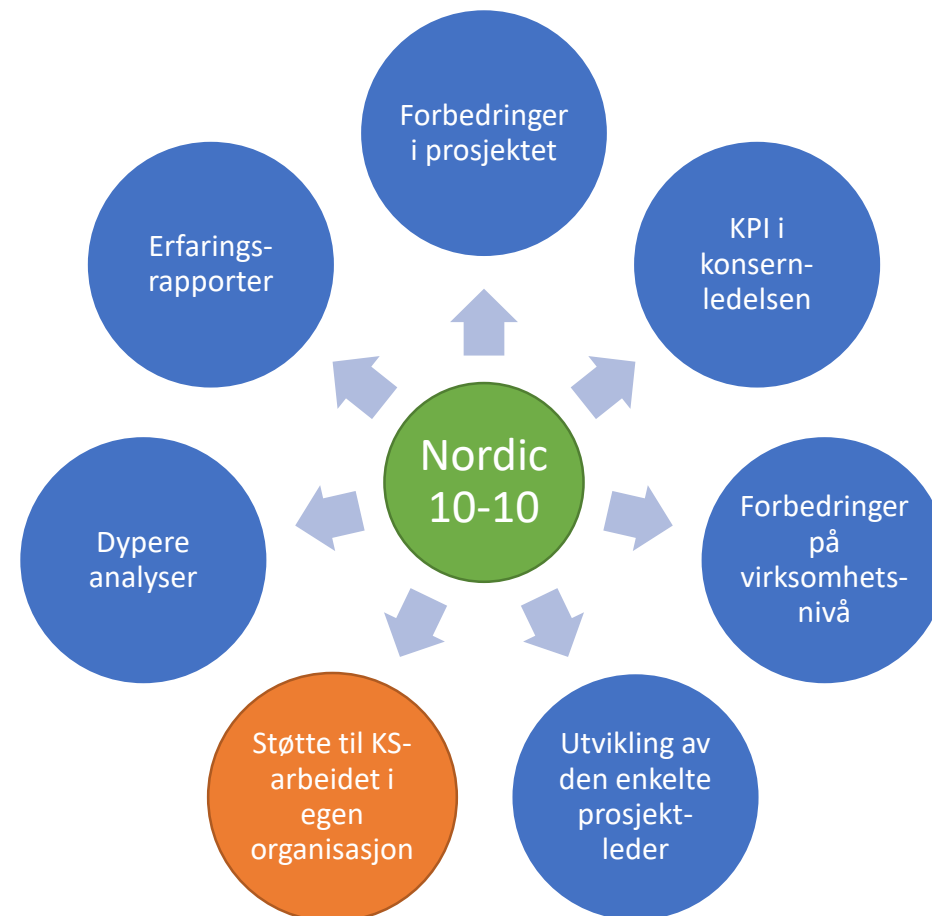 Forbedringer
i prosjektet
KPI i
konsern-
ledelsen
Forbedringer
på
virksomhets-
nivå
Utvikling av
den enkelte
prosjekt-
leder
Støtte til KS-
arbeidet i
egen
organisasjon
Dypere
analyser
Erfarings-
rapporter
Nordic
10-10